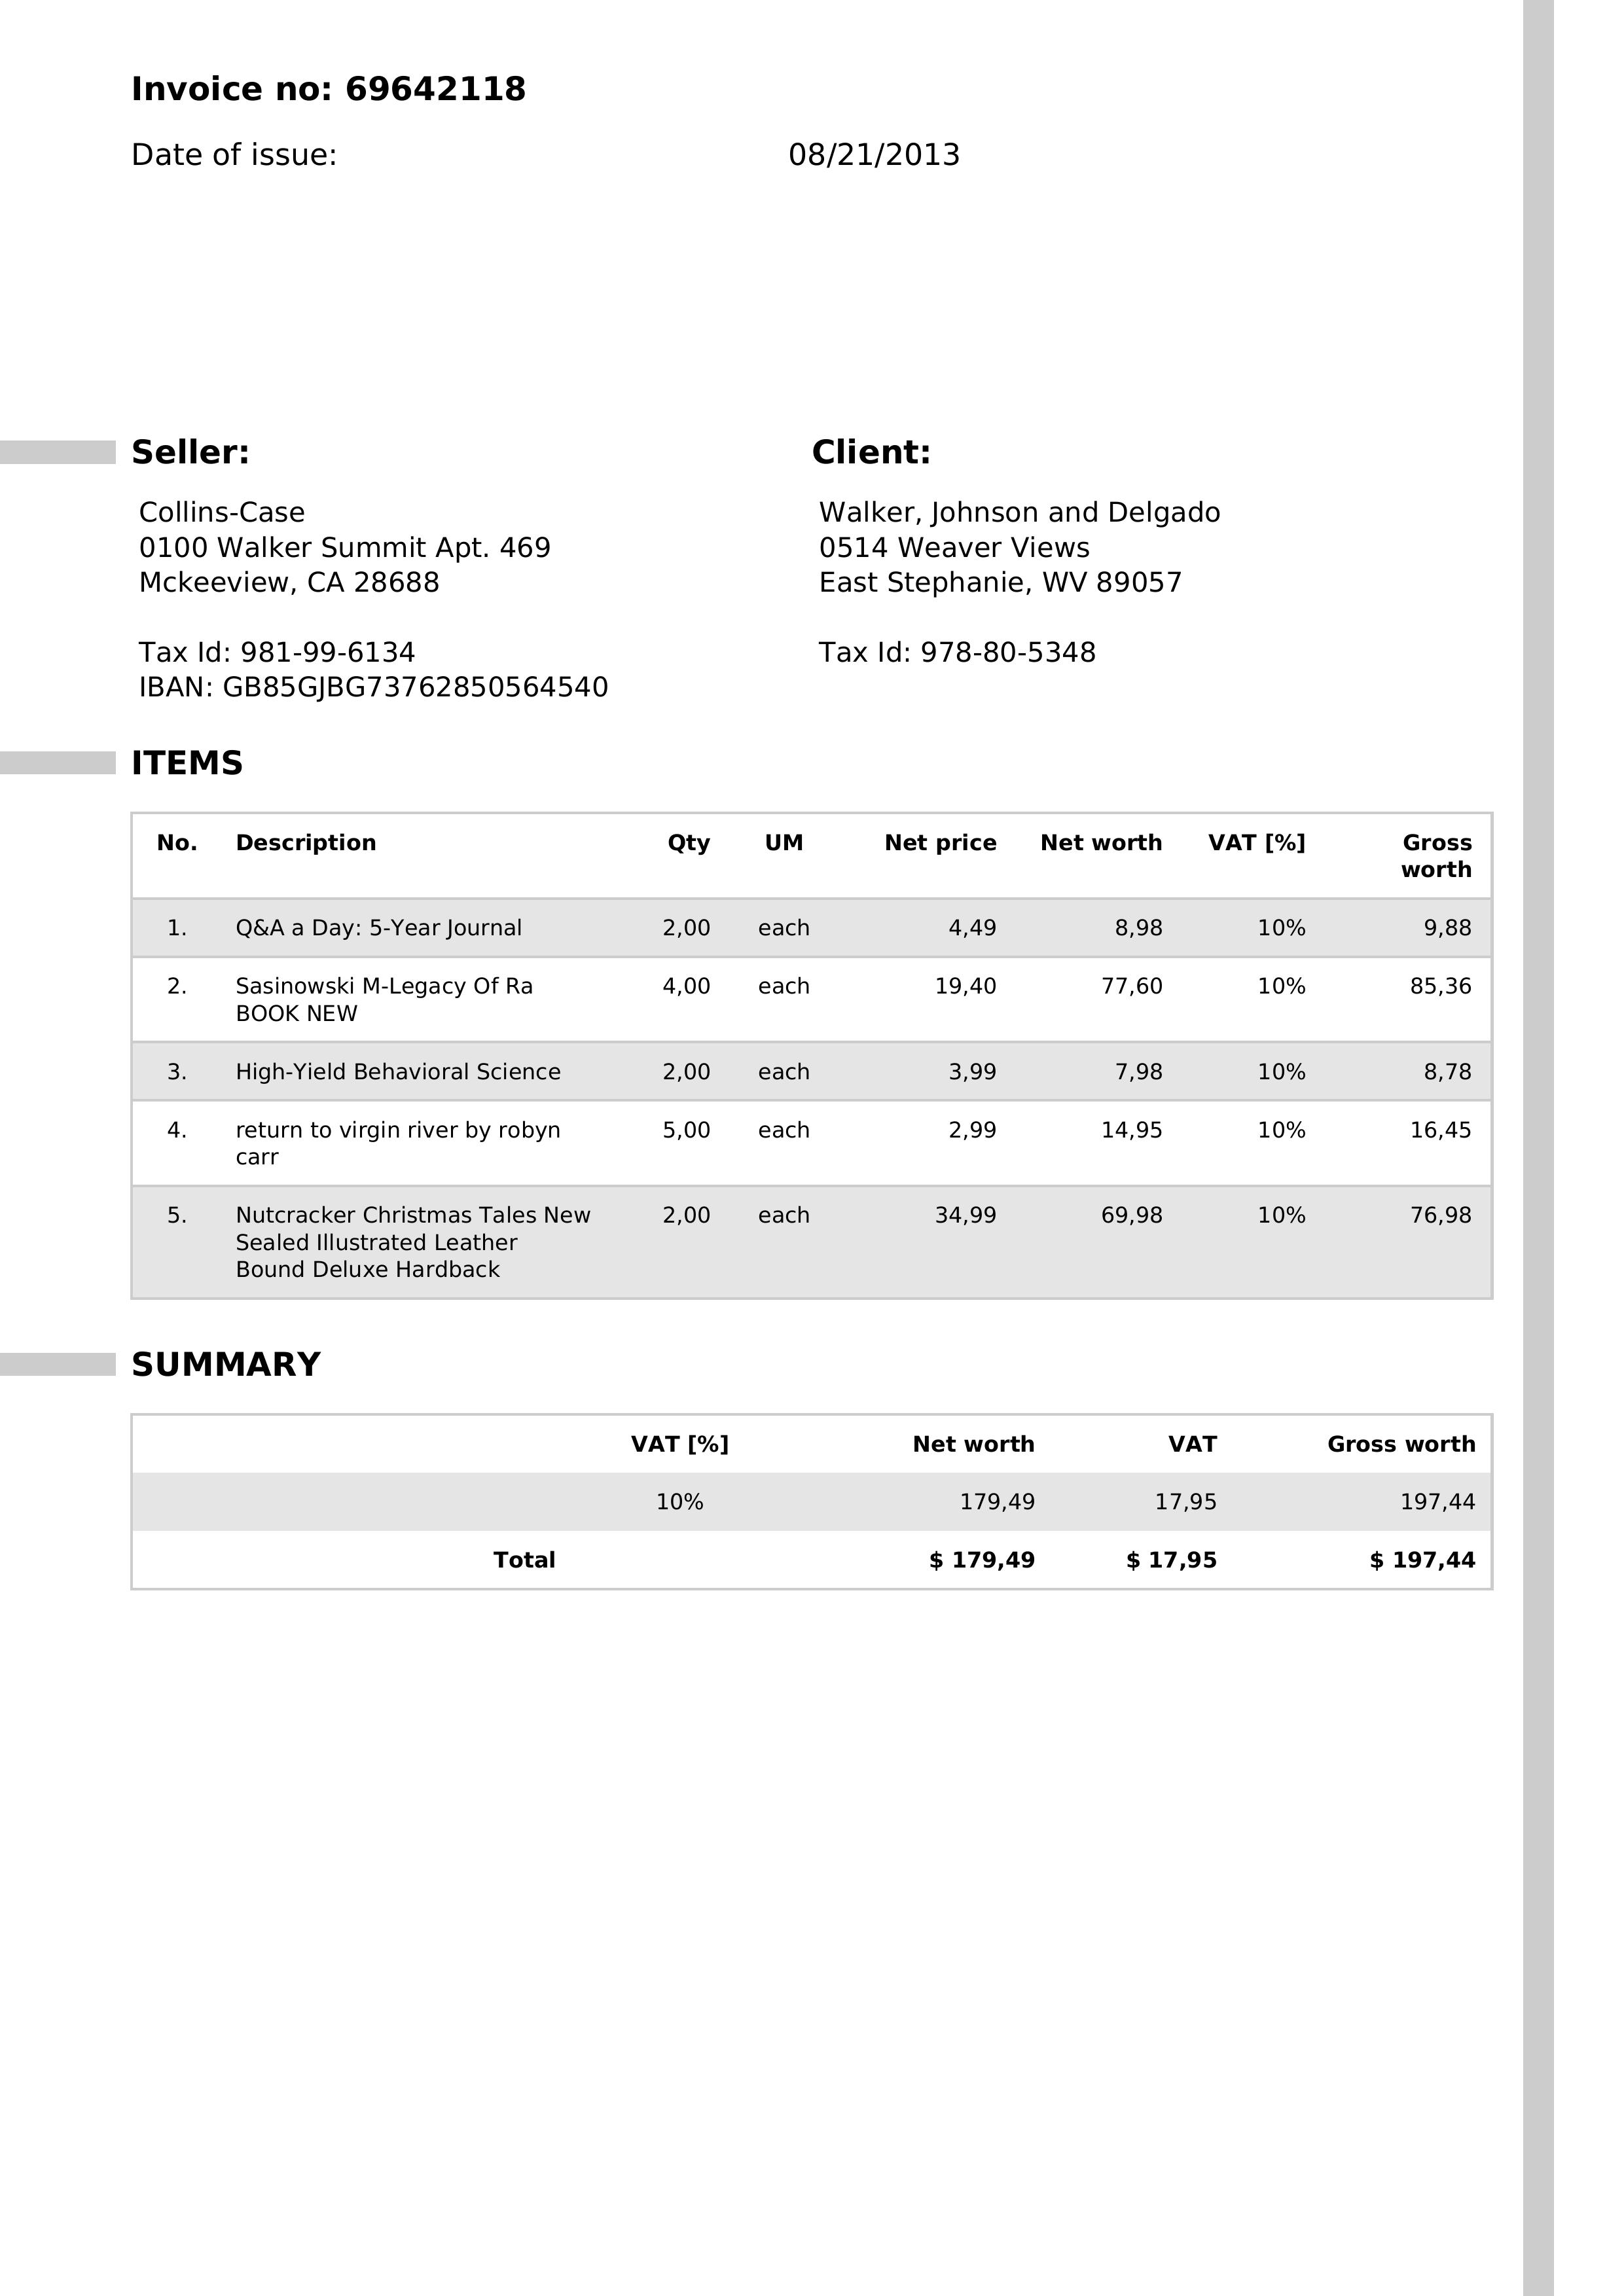 Invoice no: 69642118
Date of issue: 08/21/2013
Seller:
Collins-Case
0100 Walker Summit Apt. 469
Mckeeview, CA 28688
Tax Id: 981-99-6134
IBAN: GB85GJBG73762850564540
Client:
Walker, Johnson and Delgado
0514 Weaver Views
East Stephanie, WV 89057
Tax Id: 978-80-5348
ITEMS
No. Description Qty UM Net price Net worth VAT [%] Gross
worth
1. Q&A a Day: 5-Year Journal 2,00 each 4,49 8,98 10% 9,88
2. Sasinowski M-Legacy Of Ra 4,00 each 19,40 77,60 10% 85,36
BOOK NEW
3. High-Yield Behavioral Science 2,00 each 3,99 7,98 10% 8,78
4. return to virgin river by robyn 5,00 each 2,99 14,95 10% 16,45
carr
5. Nutcracker Christmas Tales New 2,00 each 34,99 69,98 10% 76,98
Sealed Illustrated Leather
Bound Deluxe Hardback
SUMMARY
VAT [%] Net worth VAT Gross worth
10% 179,49 17,95 197,44
Total $ 179,49 $ 17,95 $ 197,44